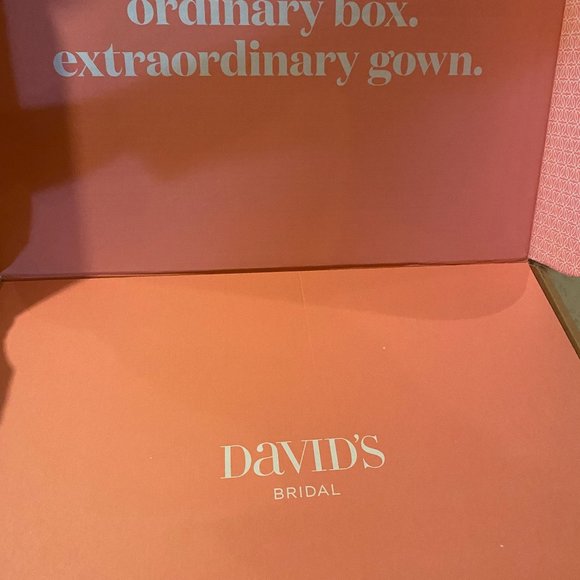 ordinary box.
extraordinary gown.
DaVID'S
BRIDAL